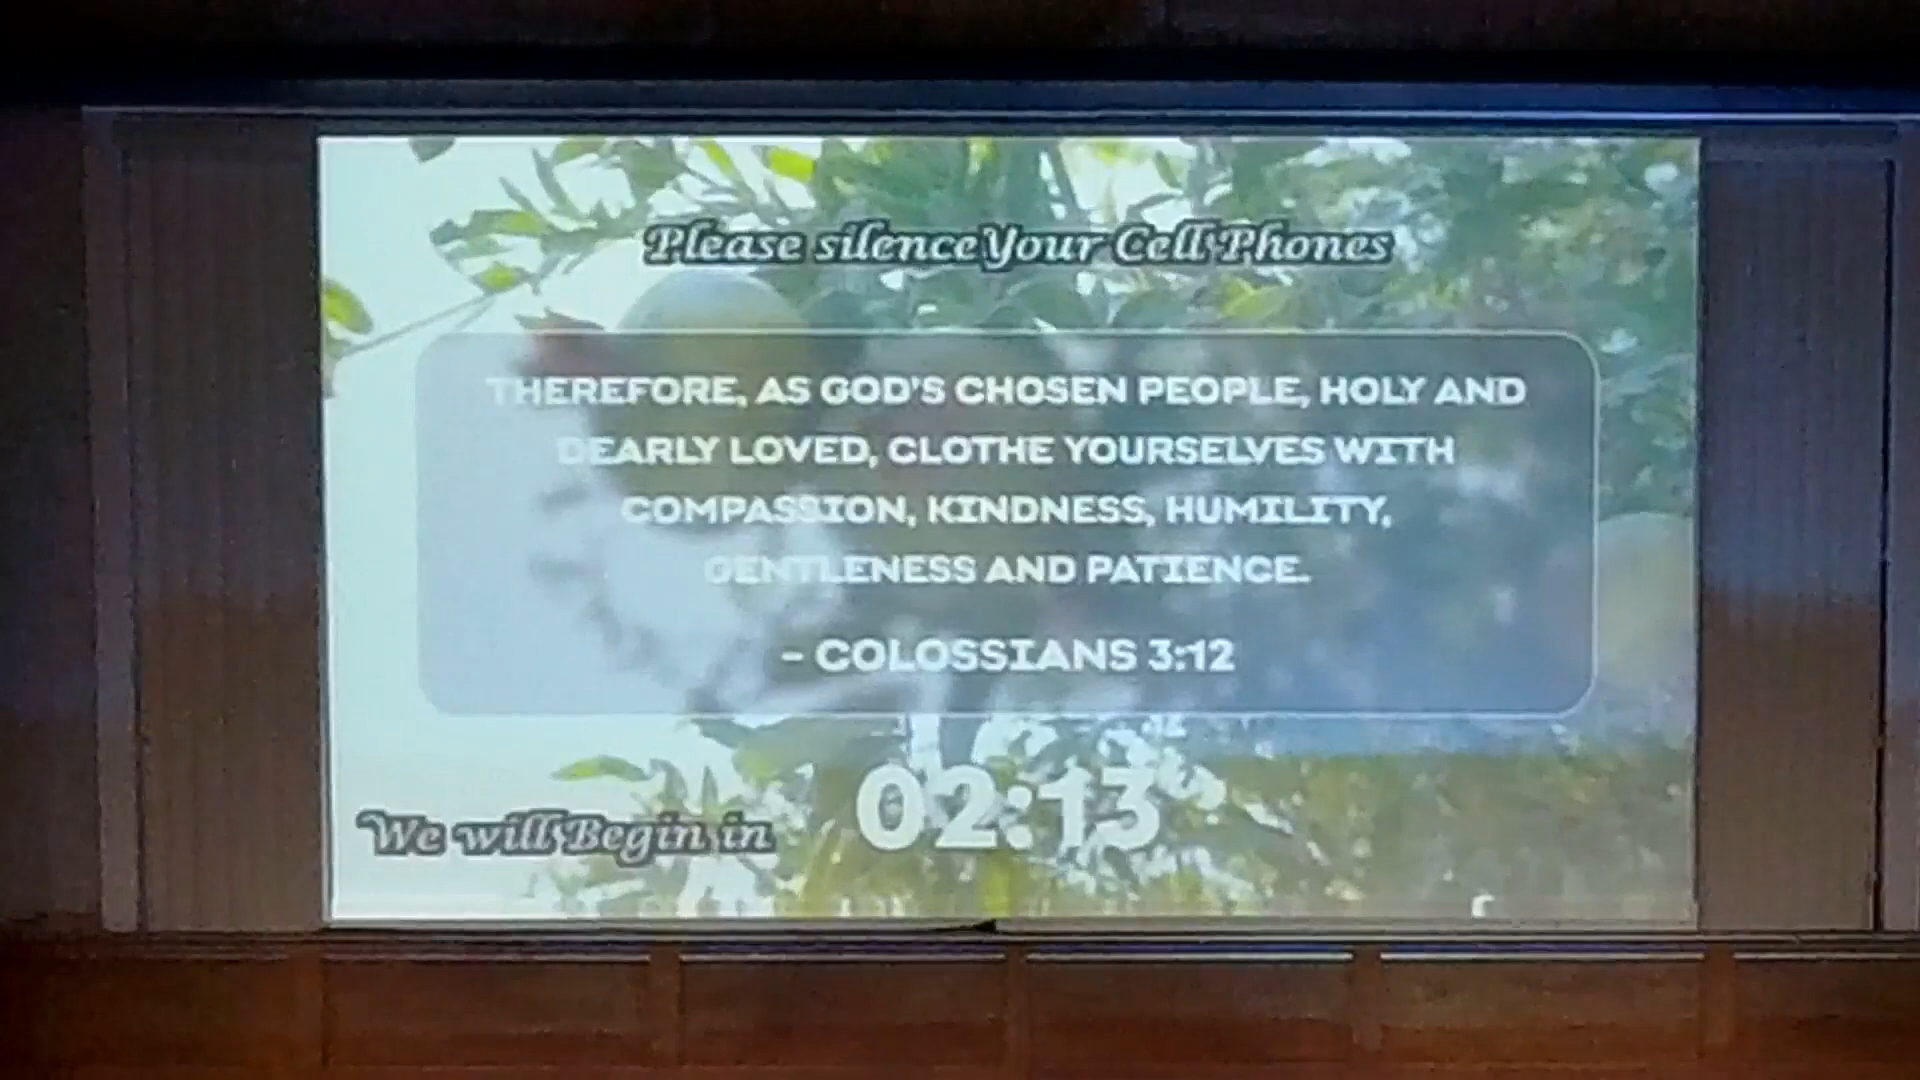 Please silence Your Cell Phones
THEREFORE, AS GOD'S CHOSEN PEOPLE, HOLY AND
DEARLY LOVED, CLOTHE YOURSELVES WITH
COMPASSION, KINDNESS, HUMILITY,
GENTLENESS AND PATIENCE.
– COLOSSIANS 3:12
We will Begin in 02:13